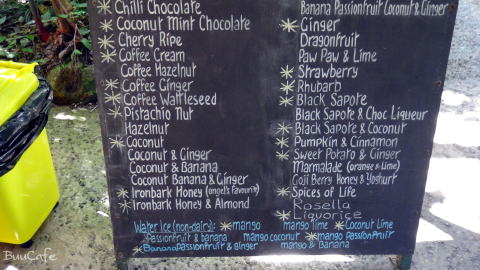 Chilli Chocolate
Coconut Mint Chocolate
Cherry Ripe
Coffee Cream
Coffee Hazelnut
Coffee Ginger
Coffee Wattleseed
Pistachio Nut
Hazelnut
Coconut
Coconut & Ginger
Coconut & Banana
Coconut Banana & Ginger
Ironbark Honey (angel's favourite)
Ironbark Honey & Almond
Banana Passionfruit Coconut & Ginger
Ginger
Dragonfruit
Paw Paw & Lime
Strawberry
Rhubarb
Black Sapote
Black Sapote & Choc Liqueur
Black Sapote & Coconut
Pumpkin & Cinnamon
Sweet Potato & Ginger
Marmalade (orange & lime)
Goji Berry Honey & Yoghurt
Spices of Life
Rosella
Liquorice
Water Ice (non-dairy): mango mango lime Coconut Lime
Passionfruit & banana mango coconut mango Passionfruit
Banana Passionfruit & ginger mango & Banana
BuuCafe